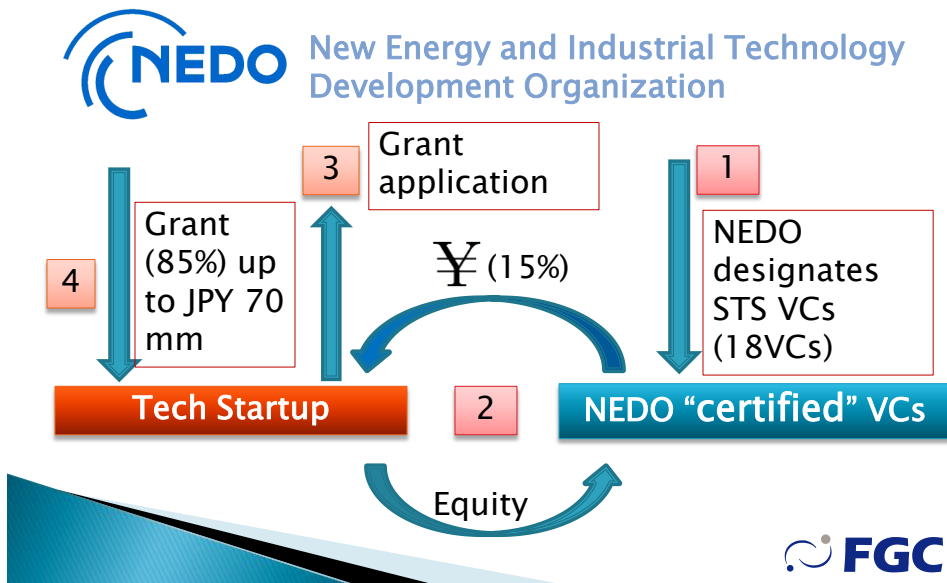 NEDO
New Energy and Industrial Technology
Development Organization
3
Grant
application
1
4
Grant
(85%) up
to JPY 70
mm
¥ (15%)
NEDO
designates
STS VCs
(18VCs)
Tech Startup
2
NEDO “certified” VCs
Equity
FGC